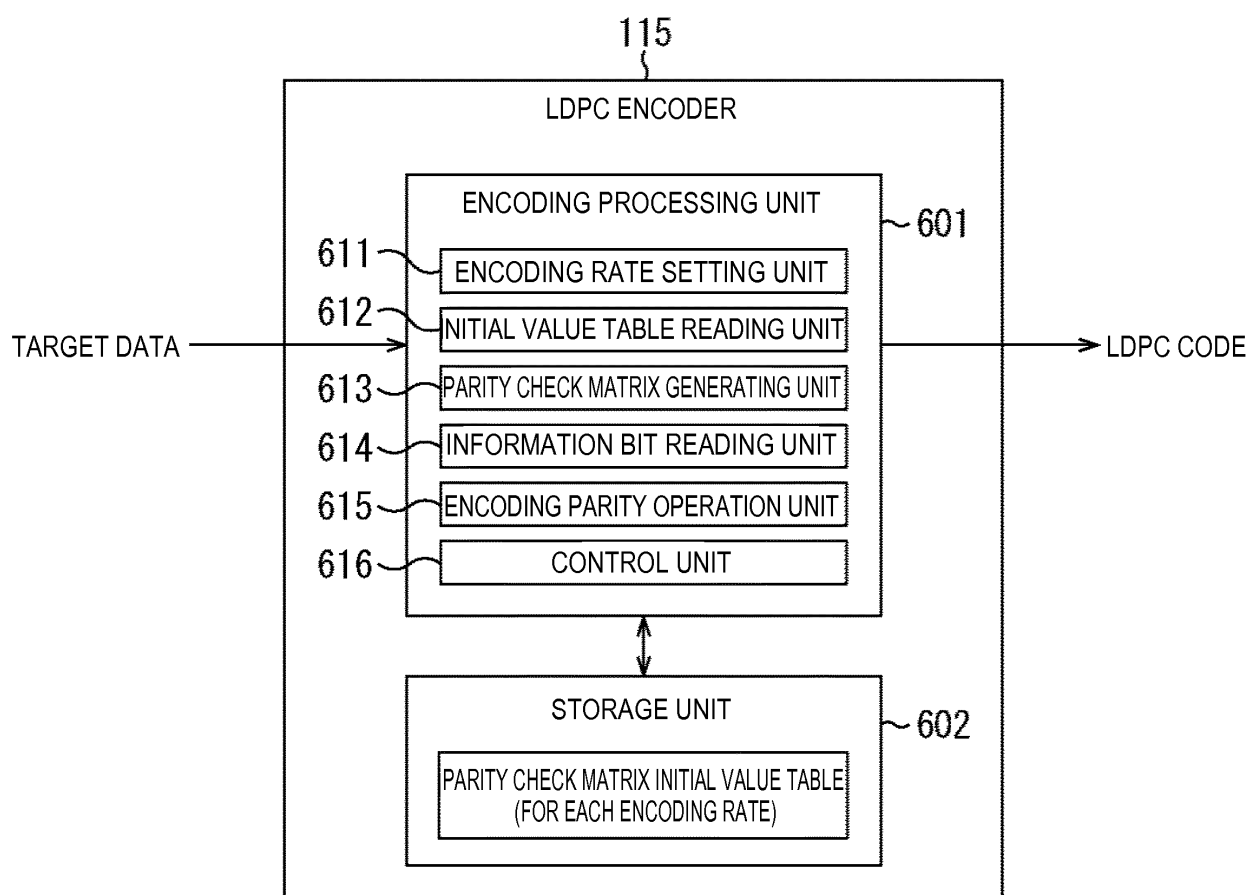 115
LDPC ENCODER
ENCODING PROCESSING UNIT
601
611
ENCODING RATE SETTING UNIT
612
NITIAL VALUE TABLE READING UNIT
TARGET DATA
LDPC CODE
613
PARITY CHECK MATRIX GENERATING UNIT
614
INFORMATION BIT READING UNIT
615
ENCODING PARITY OPERATION UNIT
616
CONTROL UNIT
STORAGE UNIT
602
PARITY CHECK MATRIX INITIAL VALUE TABLE
(FOR EACH ENCODING RATE)